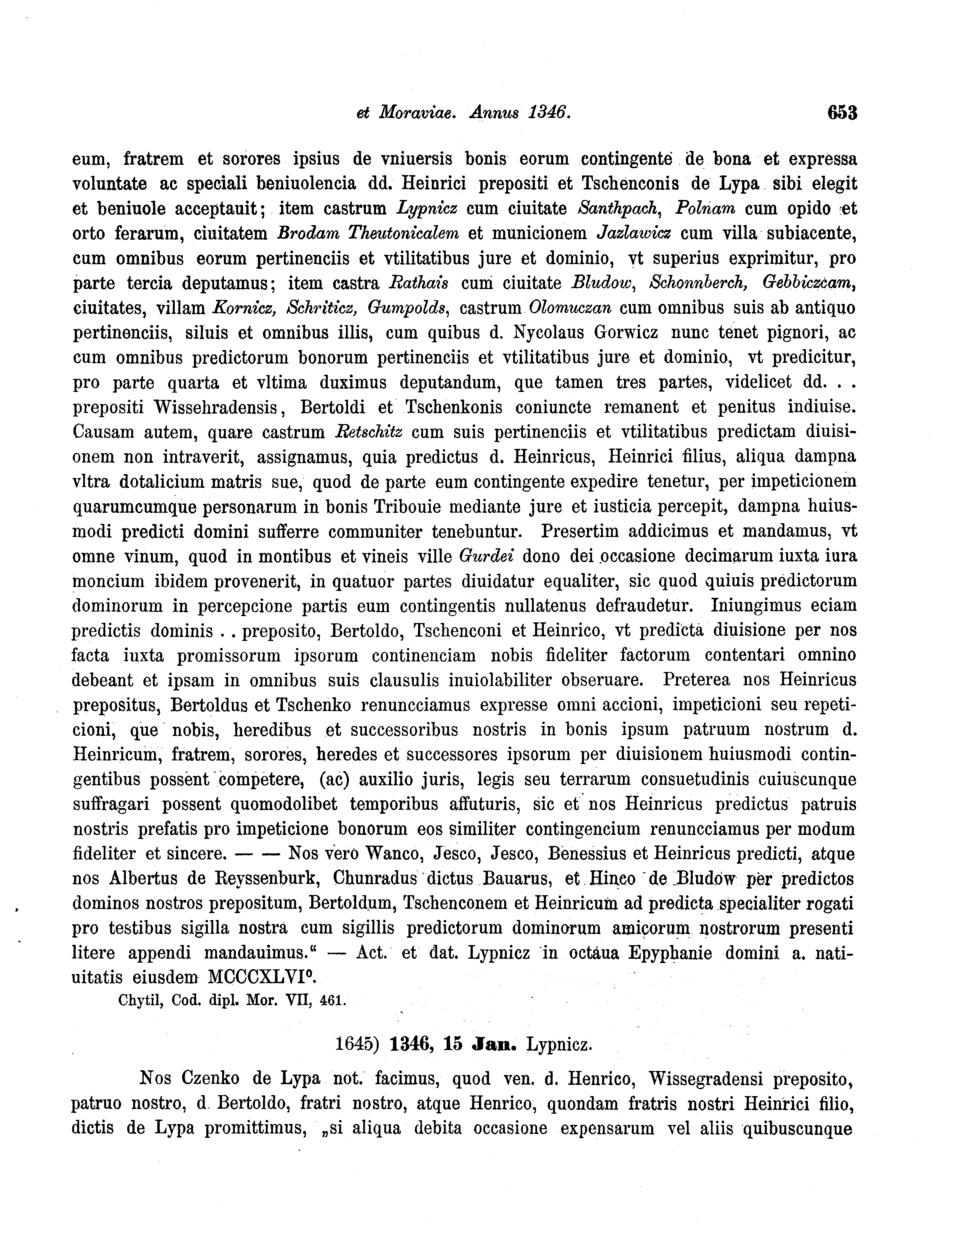 et Moraviae. Annus 1346. 653
eum, fratrem et sorores ipsius de vniuersis bonis eorum contingente de bona et expressa
voluntate ac speciali beniuolencia dd. Heinrici prepositi et Tschenconis de Lypa sibi elegit
et beniuole acceptauit; item castrum Lypnicz cum ciuitate Santhpach, Polnam cum opido et
orto ferarum, ciuitatem Brodam Theutonicalem et municionem Jazlawicz cum villa subiacente,
cum omnibus eorum pertinenciis et vtilitatibus jure et dominio, vt superius exprimitur, pro
parte tercia deputamus; item castra Rathais cum ciuitate Bludow, Schonnberch, Gebbiczcam,
ciuitates, villam Kornicz, Schriticz, Gumpolds, castrum Olomuczan cum omnibus suis ab antiquo
pertinenciis, siluis et omnibus illis, cum quibus d. Nycolaus Gorwicz nunc tenet pignori, ac
cum omnibus predictorum bonorum pertinenciis et vtilitatibus jure et dominio, vt predicitur,
pro parte quarta et vltima duximus deputandum, que tamen tres partes, videlicet dd. . .
prepositi Wissehradensis, Bertoldi et Tschenkonis coniuncte remanent et penitus indiuise.
Causam autem, quare castrum Retschitz cum suis pertinenciis et vtilitatibus predictam diuisi-
onem non intraverit, assignamus, quia predictus d. Heinricus, Heinrici filius, aliqua dampna
vltra dotalicium matris sue, quod de parte eum contingente expedire tenetur, per impeticionem
quarumcumque personarum in bonis Tribouie mediante jure et iusticia percepit, dampna huius-
modi predicti domini sufferre communiter tenebuntur. Presertim addicimus et mandamus, vt
omne vinum, quod in montibus et vineis ville Gurdei dono dei occasione decimarum iuxta iura
moncium ibidem provenerit, in quatuor partes diuidatur equaliter, sic quod quiuis predictorum
dominorum in percepcione partis eum contingentis nullatenus defraudetur. Iniungimus eciam
predictis dominis . . preposito, Bertoldo, Tschenconi et Heinrico, vt predicta diuisione per nos
facta iuxta promissorum ipsorum continenciam nobis fideliter factorum contentari omnino
debeant et ipsam in omnibus suis clausulis inuiolabiliter obseruare. Preterea nos Heinricus
prepositus, Bertoldus et Tschenko renuncciamus expresse omni accioni, impeticioni seu repeti-
cioni, que nobis, heredibus et successoribus nostris in bonis ipsum patruum nostrum d.
Heinricum, fratrem, sorores, heredes et successores ipsorum per diuisionem huiusmodi contin-
gentibus possent competere, (ac) auxilio juris, legis seu terrarum consuetudinis cuiuscunque
suffragari possent quomodolibet temporibus affuturis, sic et nos Heinricus predictus patruis
nostris prefatis pro impeticione bonorum eos similiter contingencium renuncciamus per modum
fideliter et sincere. — — Nos vero Wanco, Jesco, Jesco, Benessius et Heinricus predicti, atque
nos Albertus de Reyssenburk, Chunradus dictus Bauarus, et Hinco de Bludow per predictos
dominos nostros prepositum, Bertoldum, Tschenconem et Heinricum ad predicta specialiter rogati
pro testibus sigilla nostra cum sigillis predictorum dominorum amicorum nostrorum presenti
litere appendi mandauimus.“ — Act. et dat. Lypnicz in octaua Epyphanie domini a. nati-
uitatis eiusdem MCCCXLVI⁰.
Chytil, Cod. dipl. Mor. VII, 461.
1645) 1346, 15 Jan. Lypnicz.
Nos Czenko de Lypa not. facimus, quod ven. d. Henrico, Wissegradensi preposito,
patruo nostro, d. Bertoldo, fratri nostro, atque Henrico, quondam fratris nostri Heinrici filio,
dictis de Lypa promittimus, „si aliqua debita occasione expensarum vel aliis quibuscunque